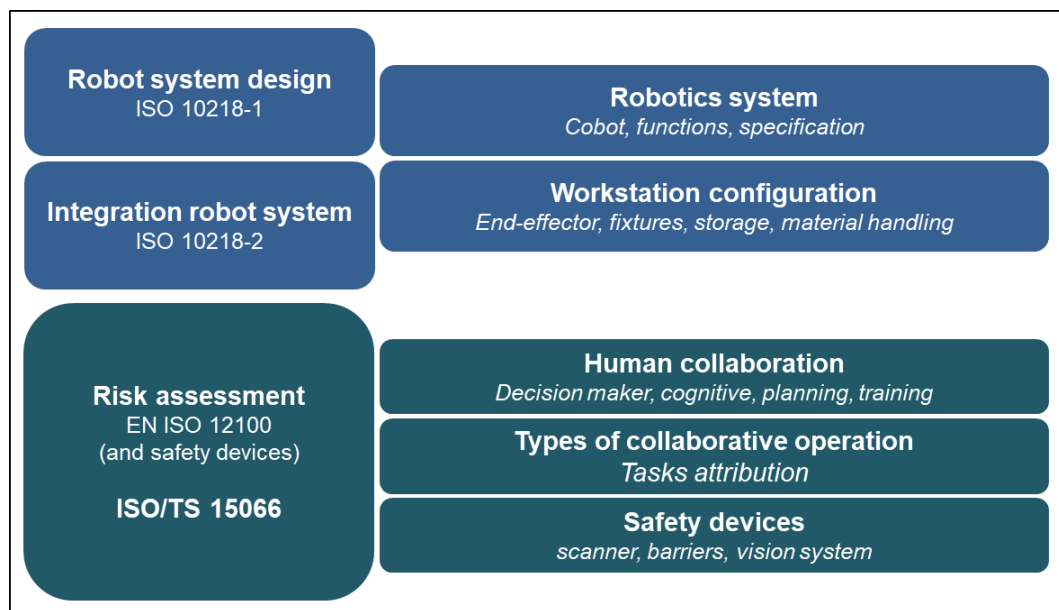 Robot system design
ISO 10218-1
Robotics system
Cobot, functions, specification
Integration robot system
ISO 10218-2
Workstation configuration
End-effector, fixtures, storage, material handling
Risk assessment
EN ISO 12100
(and safety devices)
ISO/TS 15066
Human collaboration
Decision maker, cognitive, planning, training
Types of collaborative operation
Tasks attribution
Safety devices
scanner, barriers, vision system